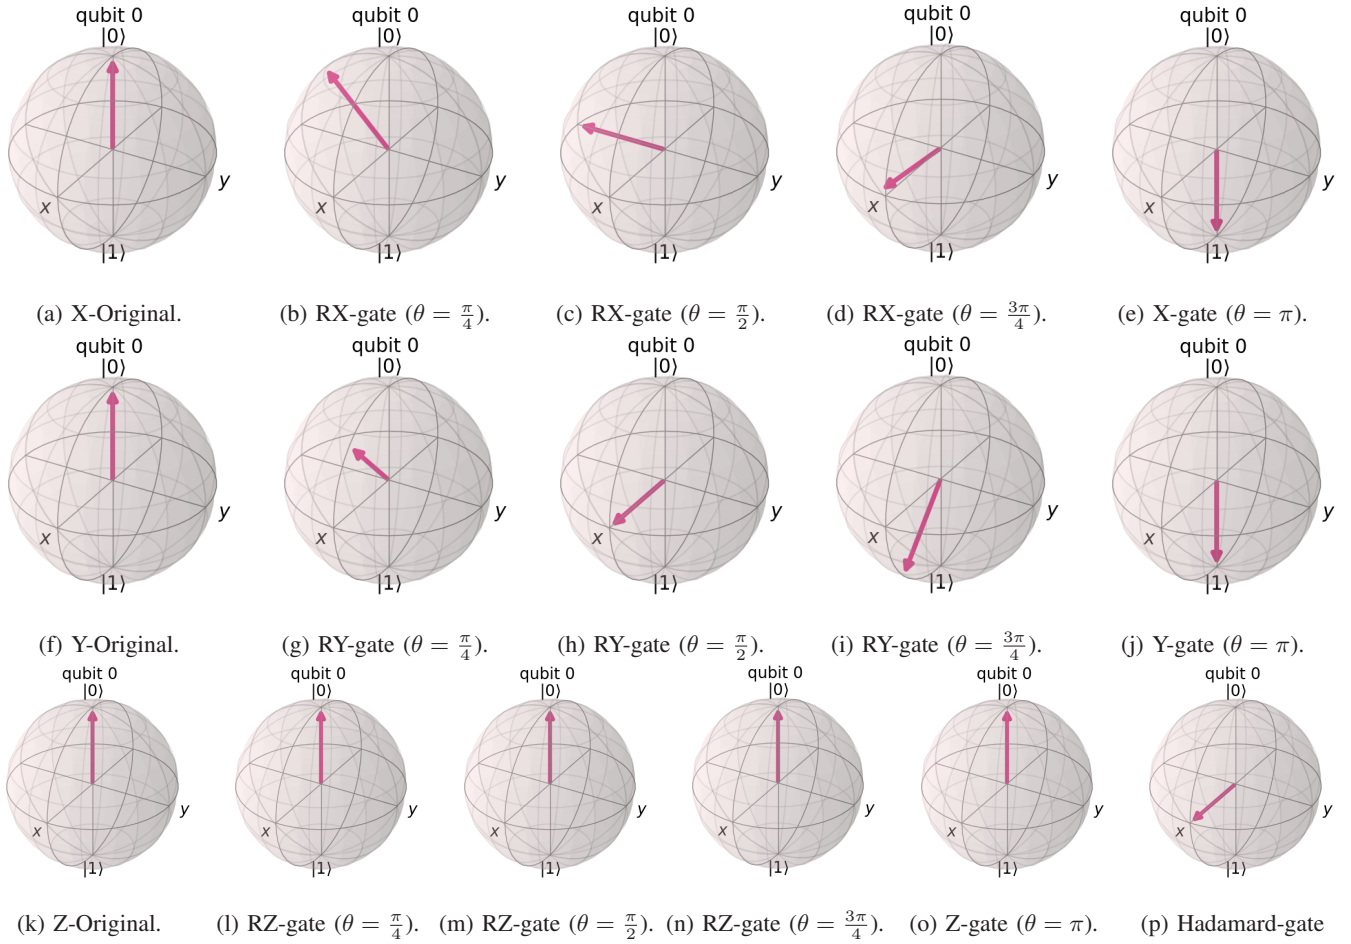 qubit 0 qubit 0 qubit 0 qubit 0 qubit 0
|0⟩ |0⟩ |0⟩ |0⟩ |0⟩
y y y y y
x x x x x
|1⟩ |1⟩ |1⟩ |1⟩ |1⟩
(a) X-Original. (b) RX-gate (θ = π/4). (c) RX-gate (θ = π/2). (d) RX-gate (θ = 3π/4). (e) X-gate (θ = π).
qubit 0 qubit 0 qubit 0 qubit 0 qubit 0
|0⟩ |0⟩ |0⟩ |0⟩ |0⟩
y y y y y
x x x x x
|1⟩ |1⟩ |1⟩ |1⟩ |1⟩
(f) Y-Original. (g) RY-gate (θ = π/4). (h) RY-gate (θ = π/2). (i) RY-gate (θ = 3π/4). (j) Y-gate (θ = π).
qubit 0 qubit 0 qubit 0 qubit 0 qubit 0 qubit 0
|0⟩ |0⟩ |0⟩ |0⟩ |0⟩ |0⟩
y y y y y y
x x x x x x
|1⟩ |1⟩ |1⟩ |1⟩ |1⟩ |1⟩
(k) Z-Original. (l) RZ-gate (θ = π/4). (m) RZ-gate (θ = π/2). (n) RZ-gate (θ = 3π/4). (o) Z-gate (θ = π). (p) Hadamard-gate